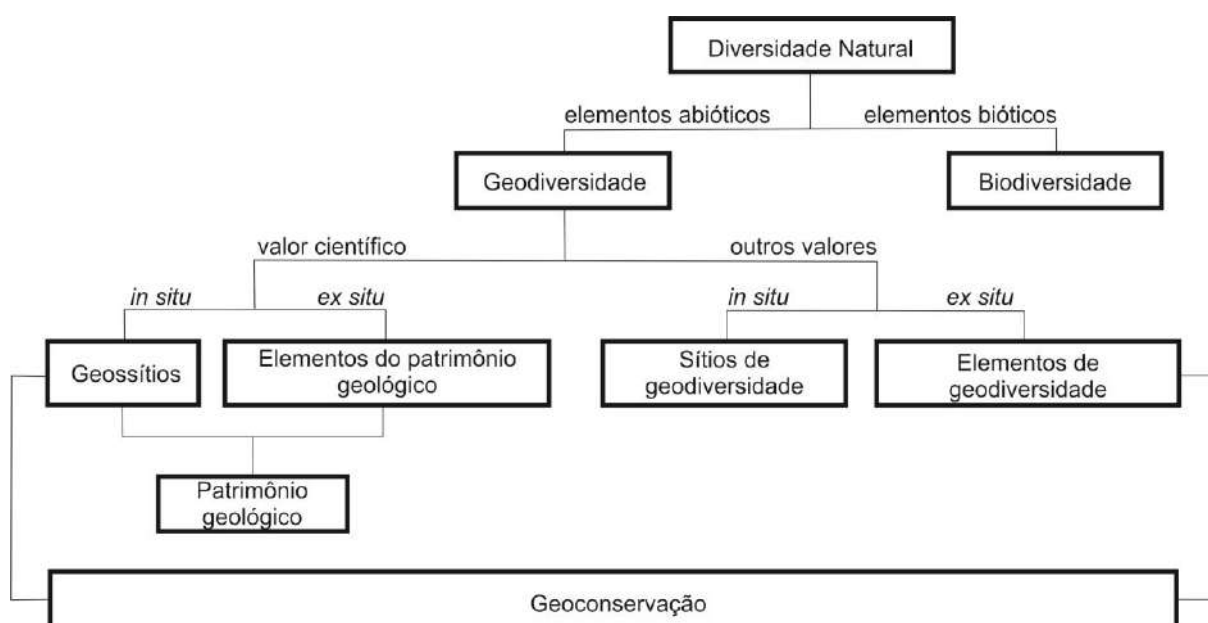 Diversidade Natural
elementos abióticos
elementos bióticos
Geodiversidade
Biodiversidade
valor científico
outros valores
in situ
ex situ
in situ
ex situ
Geossítios
Elementos do patrimônio
geológico
Sítios de
geodiversidade
Elementos de
geodiversidade
Patrimônio
geológico
Geoconservação